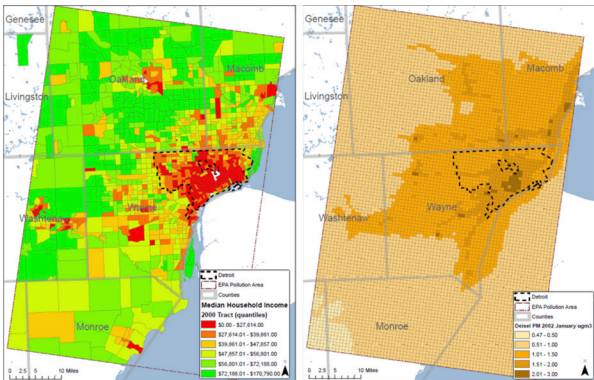 Genesee
Oakland
Macomb
Livingston
Washtenaw
Wayne
Monroe
Detroit
EPA Pollution Area
Counties
Median Household Income
2000 Tract (quantiles)
$0.00 - $27,614.00
$27,614.01 - $39,661.00
$39,661.01 - $47,857.00
$47,857.01 - $56,801.00
$56,801.01 - $72,166.00
$72,166.01 - $170,790.00
0 2.5 5 10 Miles
N
Genesee
Oakland
Macomb
Livingston
Washtenaw
Wayne
Monroe
Detroit
EPA Pollution Area
Counties
Deisel PM 2002 January ugm3
0.47 - 0.50
0.51 - 1.00
1.01 - 1.50
1.51 - 2.00
2.01 - 3.00
0 2.5 5 10 Miles
N